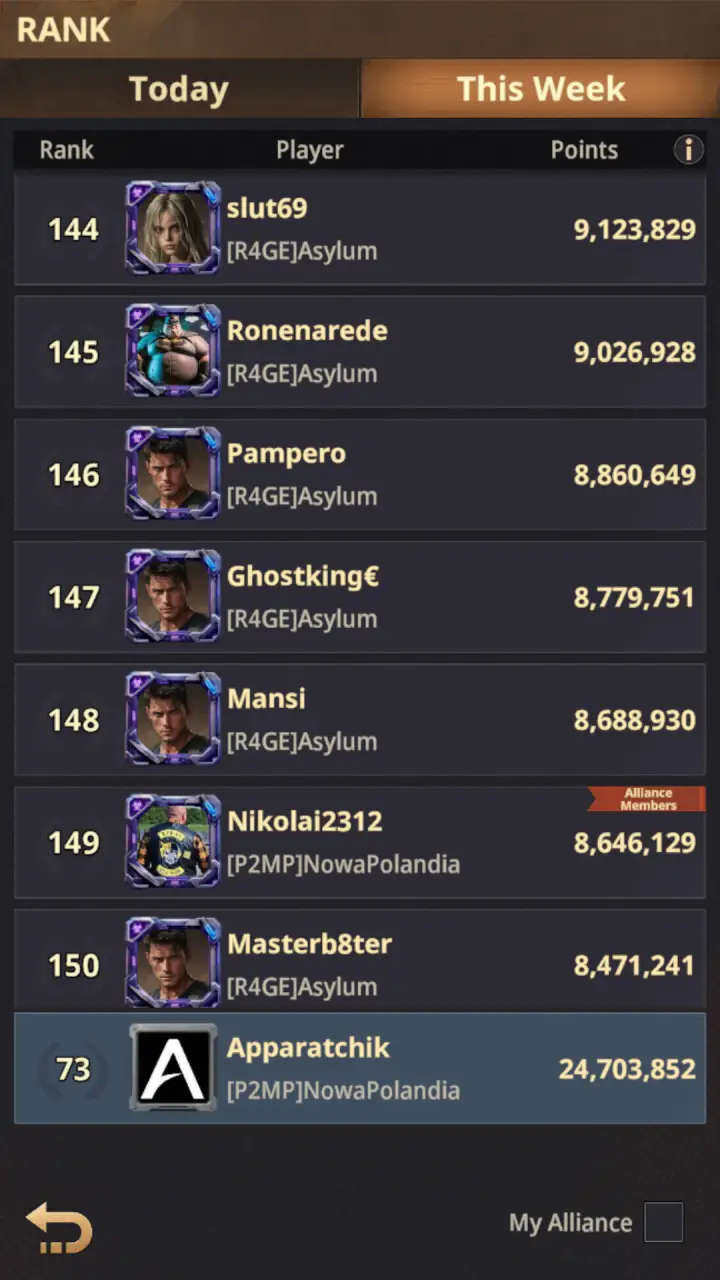 RANK
Today
This Week
Rank
Player
Points
144
slut69
[R4GE]Asylum
9,123,829
145
Ronenarede
[R4GE]Asylum
9,026,928
146
Pampero
[R4GE]Asylum
8,860,649
147
Ghostking€
[R4GE]Asylum
8,779,751
148
Mansi
[R4GE]Asylum
8,688,930
Alliance
Members
149
Nikolai2312
[P2MP]NowaPolandia
8,646,129
150
Masterb8ter
[R4GE]Asylum
8,471,241
73
Apparatchik
[P2MP]NowaPolandia
24,703,852
My Alliance